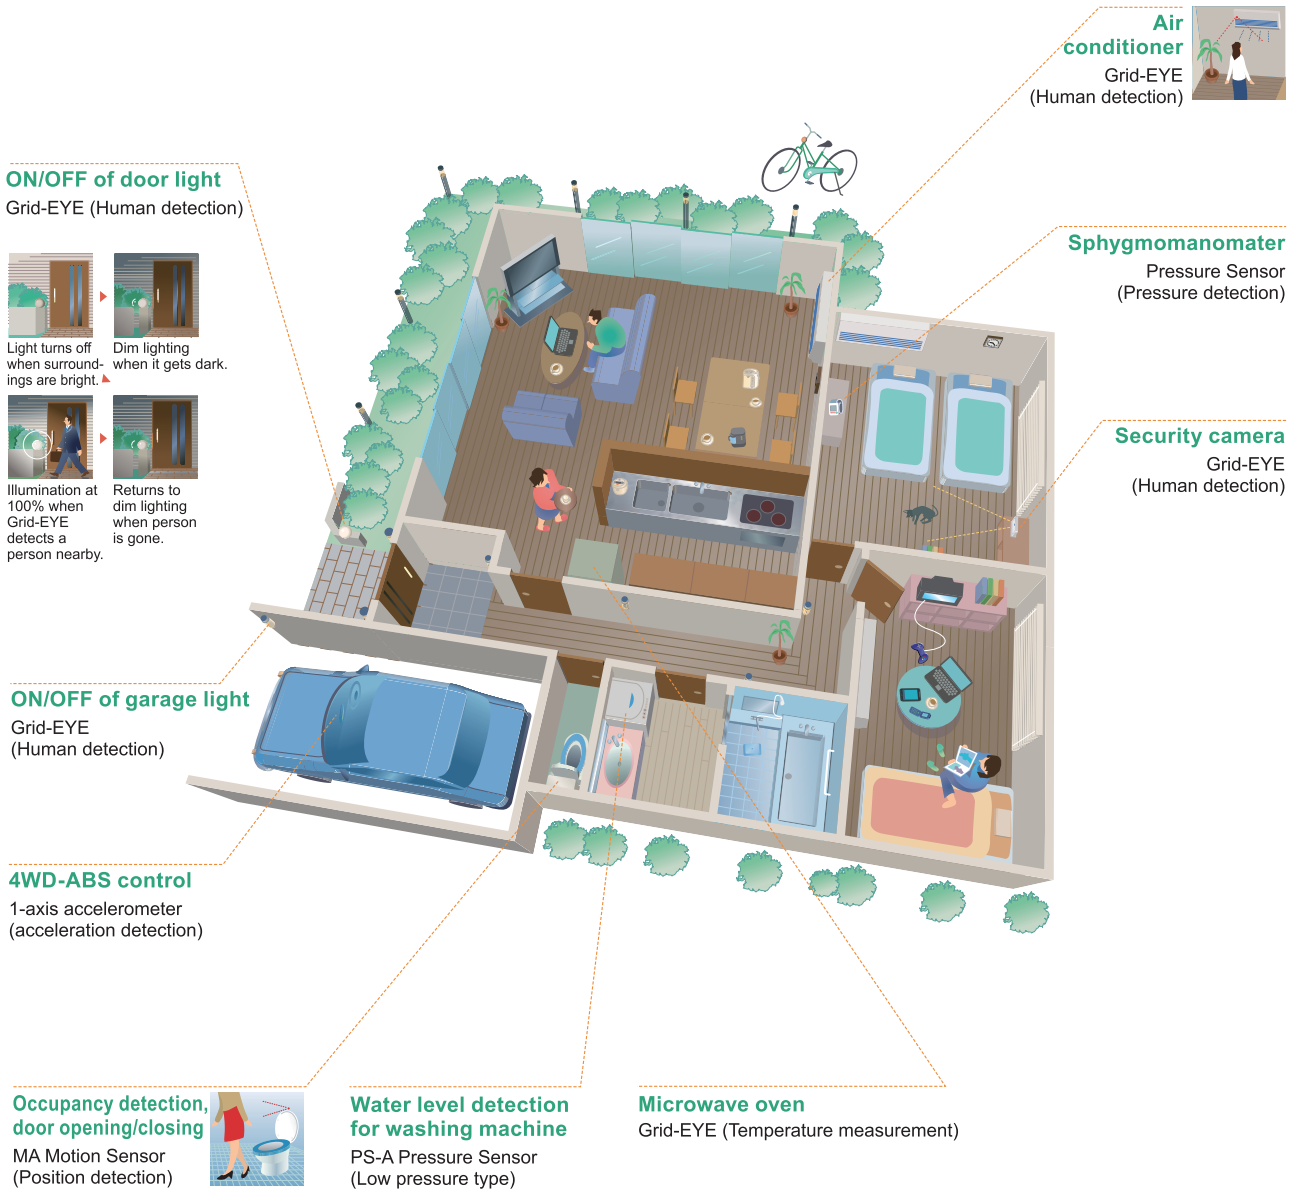 Air
conditioner
Grid-EYE
(Human detection)
ON/OFF of door light
Grid-EYE (Human detection)
Light turns off
when surround-
ings are bright.
Dim lighting
when it gets dark.
Illumination at
100% when
Grid-EYE
detects a
person nearby.
Returns to
dim lighting
when person
is gone.
Sphygmomanomater
Pressure Sensor
(Pressure detection)
Security camera
Grid-EYE
(Human detection)
ON/OFF of garage light
Grid-EYE
(Human detection)
4WD-ABS control
1-axis accelerometer
(acceleration detection)
Occupancy detection,
door opening/closing
MA Motion Sensor
(Position detection)
Water level detection
for washing machine
PS-A Pressure Sensor
(Low pressure type)
Microwave oven
Grid-EYE (Temperature measurement)